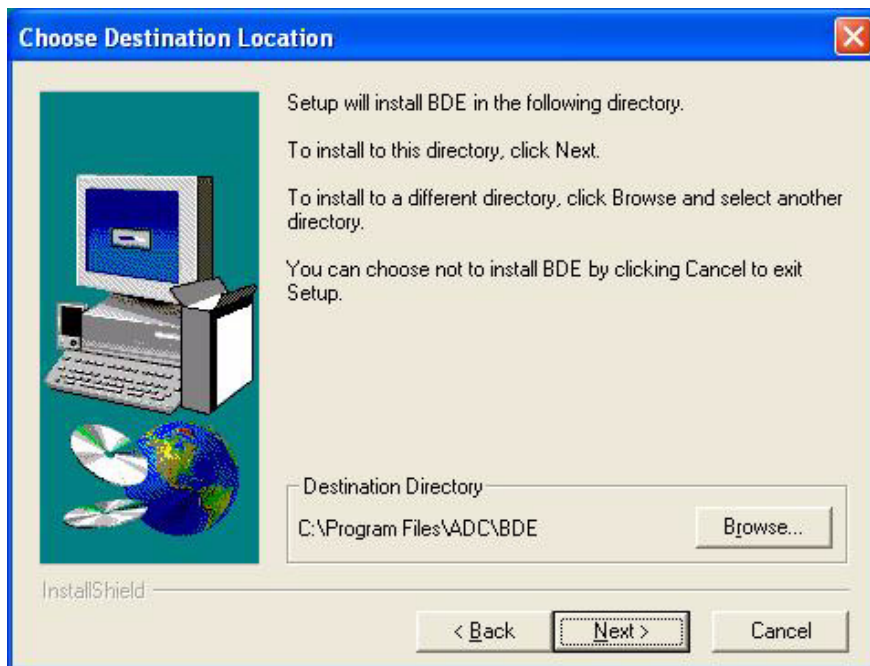 Choose Destination Location
Setup will install BDE in the following directory.
To install to this directory, click Next.
To install to a different directory, click Browse and select another
directory.
You can choose not to install BDE by clicking Cancel to exit
Setup.
Destination Directory
C:\Program Files\ADC\BDE
Browse...
InstallShield
< Back
Next >
Cancel